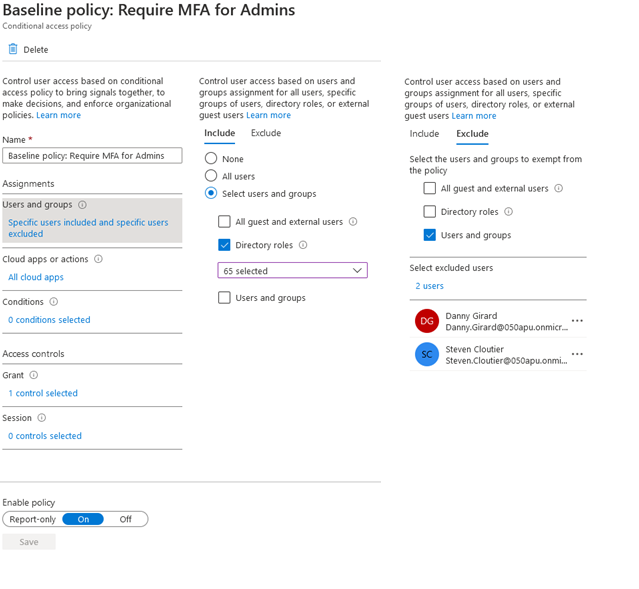 Baseline policy: Require MFA for Admins
Conditional access policy
Delete
Control user access based on conditional
access policy to bring signals together, to
make decisions, and enforce organizational
policies. Learn more
Name *
Baseline policy: Require MFA for Admins
Assignments
Users and groups
Specific users included and specific users
excluded
Cloud apps or actions
All cloud apps
Conditions
0 conditions selected
Access controls
Grant
1 control selected
Session
0 controls selected
Control user access based on users and
groups assignment for all users, specific
groups of users, directory roles, or external
guest users Learn more
Include Exclude
None
All users
Select users and groups
All guest and external users
Directory roles
65 selected
Users and groups
Control user access based on users and
groups assignment for all users, specific
groups of users, directory roles, or external
guest users Learn more
Include Exclude
Select the users and groups to exempt from
the policy
All guest and external users
Directory roles
Users and groups
Select excluded users
2 users
DG Danny Girard
Danny.Girard@050apu.onmicr...
SC Steven Cloutier
Steven.Cloutier@050apu.onmi...
Enable policy
Report-only On Off
Save